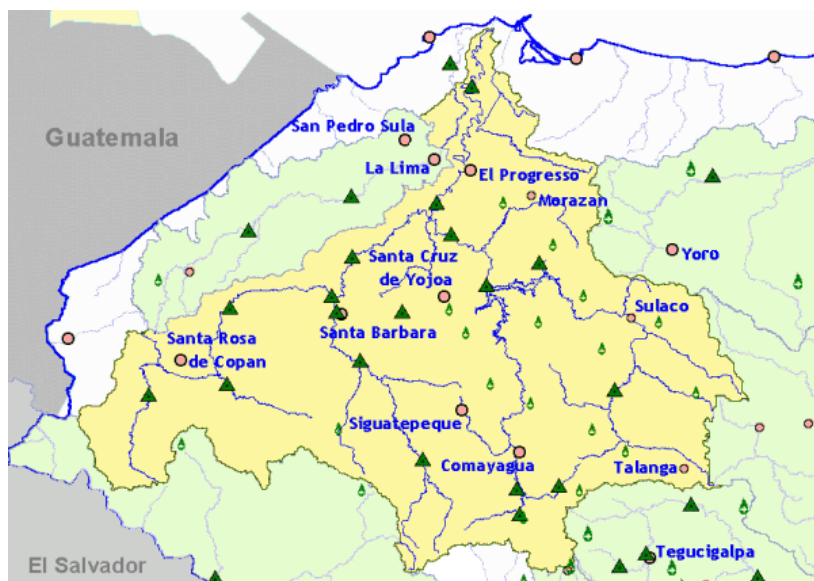 Guatemala
San Pedro Sula
La Lima
El Progresso
Morazan
Santa Cruz
de Yojoa
Yoro
Sulaco
Santa Rosa
de Copan
Santa Barbara
Siguatepeque
Comayagua
Talanga
Tegucigalpa
El Salvador